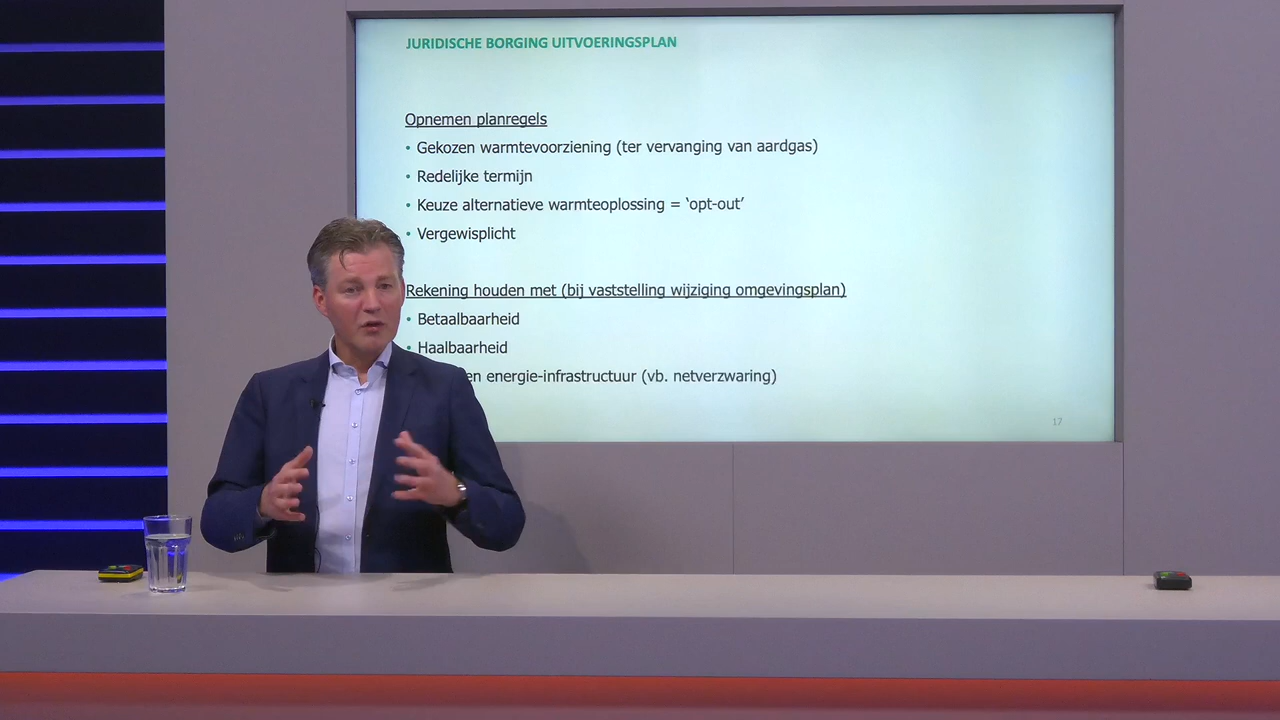 JURIDISCHE BORGING UITVOERINGSPLAN
Opnemen planregels
• Gekozen warmtevoorziening (ter vervanging van aardgas)
• Redelijke termijn
• Keuze alternatieve warmteoplossing = ‘opt-out’
• Vergewisplicht
Rekening houden met (bij vaststelling wijziging omgevingsplan)
• Betaalbaarheid
• Haalbaarheid
energie-infrastructuur (vb. netverzwaring)
17